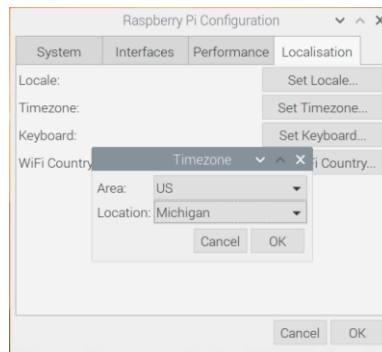 Raspberry Pi Configuration
System Interfaces Performance Localisation
Locale: Set Locale...
Timezone: Set Timezone...
Keyboard: Set Keyboard...
WiFi Country Fi Country...
Timezone
Area: US
Location: Michigan
Cancel OK
Cancel OK